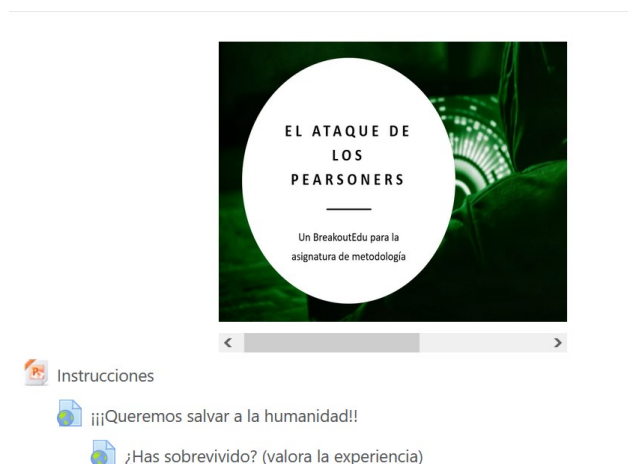 EL ATAQUE DE
LOS
PEARSONERS
Un BreakoutEdu para la
asignatura de metodología
Instrucciones
¡¡¡Queremos salvar a la humanidad!!
¿Has sobrevivido? (valora la experiencia)